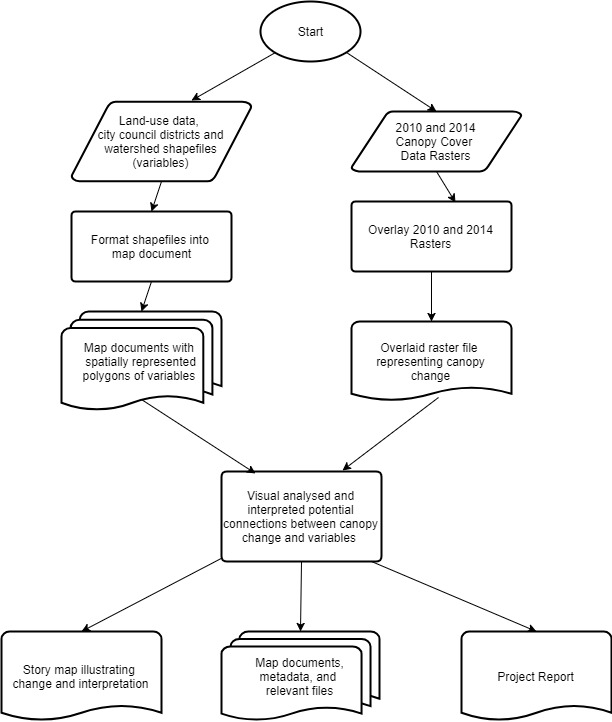 Start
Land-use data,
city council districts and
watershed shapefiles
(variables)
2010 and 2014
Canopy Cover
Data Rasters
Format shapefiles into
map document
Overlay 2010 and 2014
Rasters
Map documents with
spatially represented
polygons of variables
Overlaid raster file
representing canopy
change
Visual analysed and
interpreted potential
connections between canopy
change and variables
Story map illustrating
change and interpretation
Map documents,
metadata, and
relevant files
Project Report